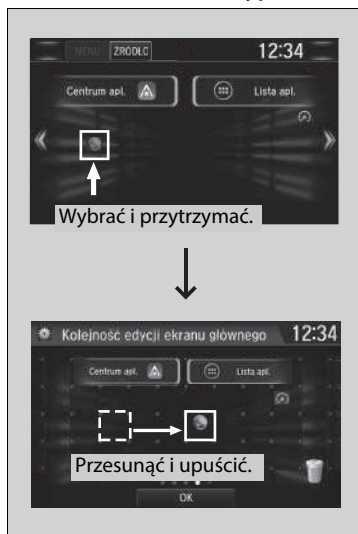 MENU ŹRÓDŁO 12:34
Centrum apl. Lista apl.
Wybrać i przytrzymać.
Kolejność edycji ekranu głównego 12:34
Centrum apl. Lista apl.
Przesunąć i upuścić.
OK